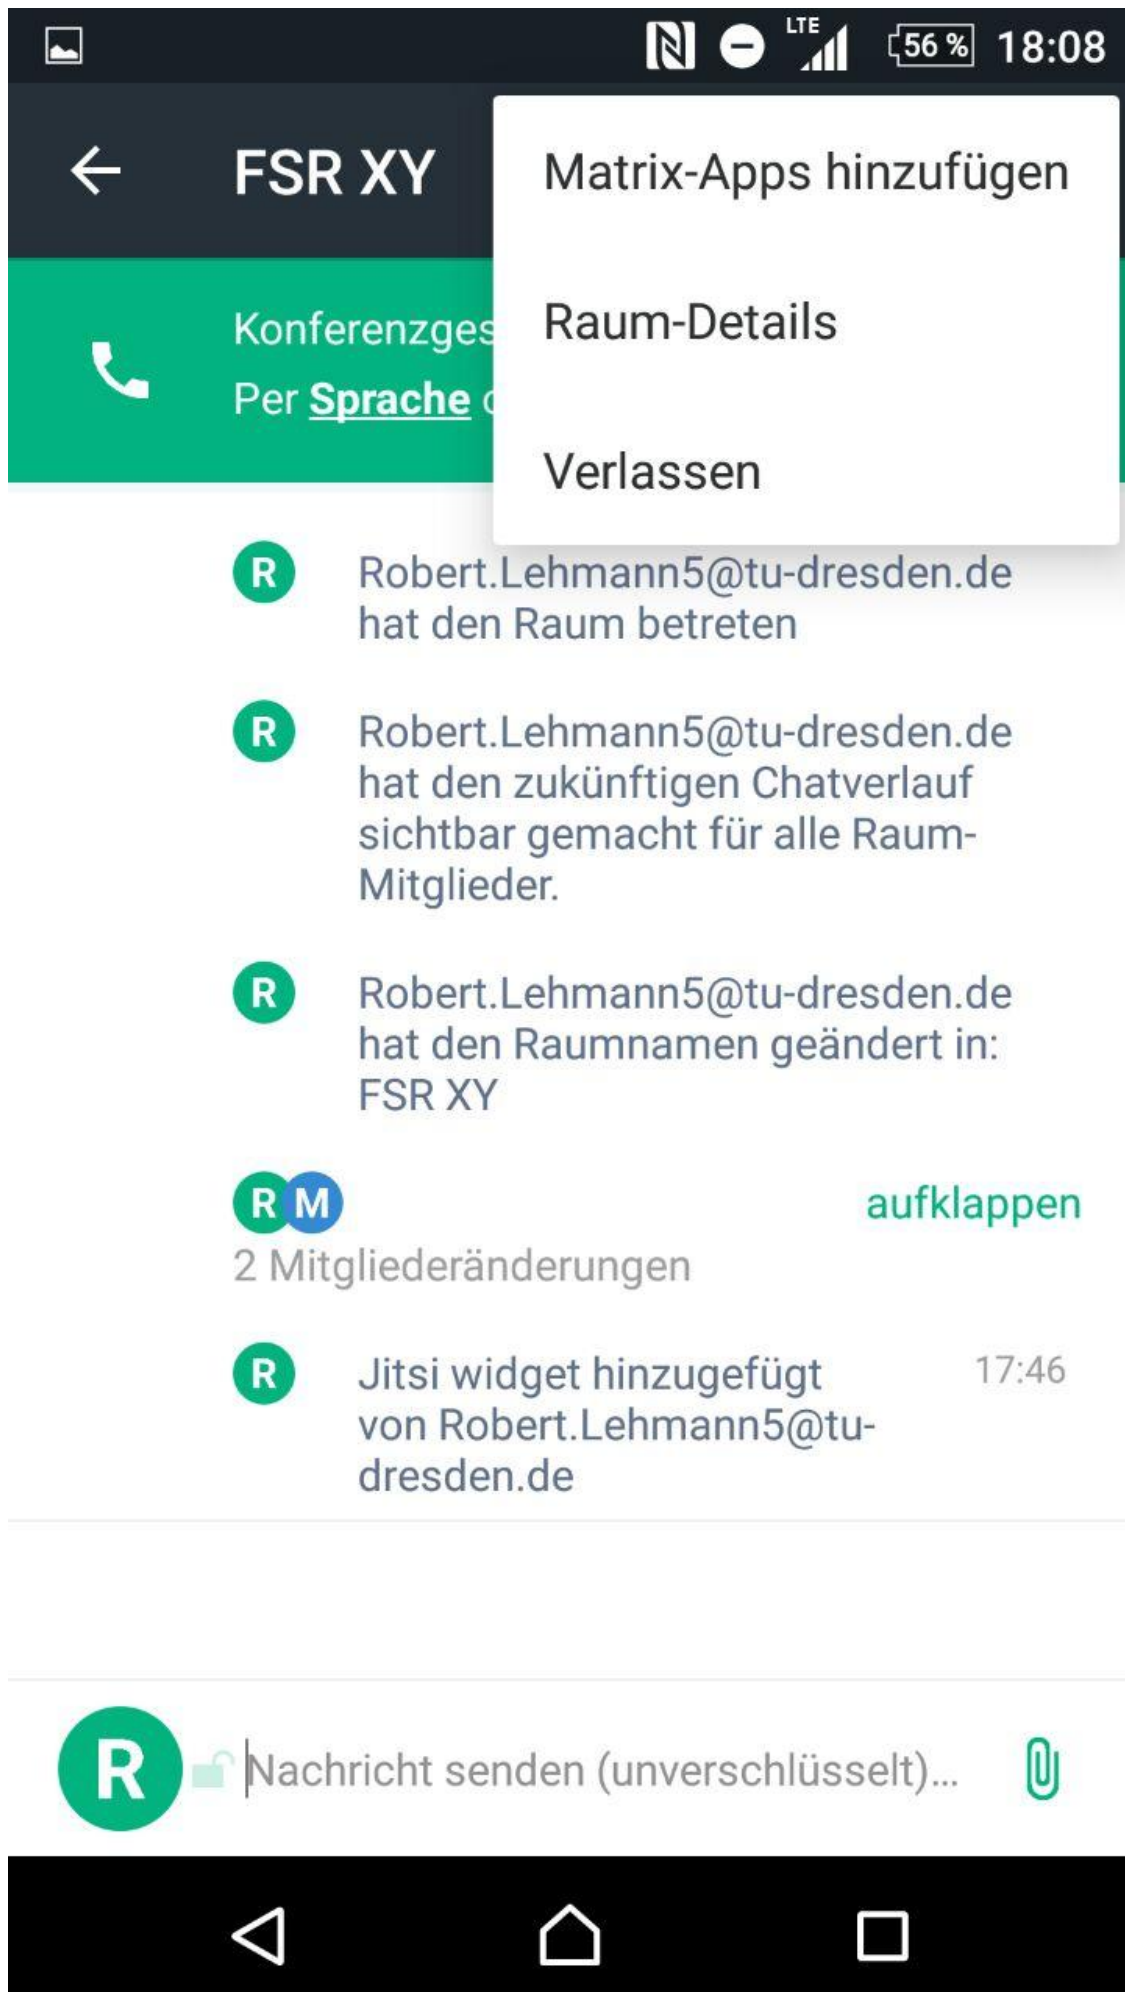 LTE
56 %
18:08
FSR XY
Matrix-Apps hinzufügen
Raum-Details
Verlassen
Per Sprache
R
Robert.Lehmann5@tu-dresden.de
hat den Raum betreten
R
Robert.Lehmann5@tu-dresden.de
hat den zukünftigen Chatverlauf
sichtbar gemacht für alle Raum-
Mitglieder.
R
Robert.Lehmann5@tu-dresden.de
hat den Raumnamen geändert in:
FSR XY
R M
aufklappen
2 Mitgliederänderungen
R
Jitsi widget hinzugefügt
17:46
von Robert.Lehmann5@tu-
dresden.de
R
Nachricht senden (unverschlüsselt)...